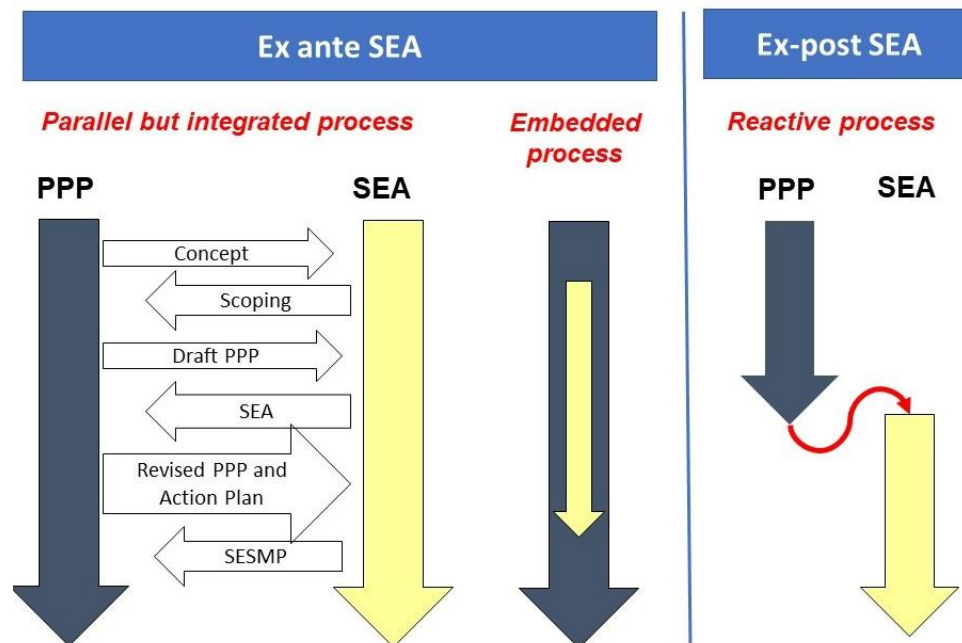 Ex ante SEA
Ex-post SEA
Parallel but integrated process
Embedded
process
Reactive process
PPP
SEA
PPP
SEA
Concept
Scoping
Draft PPP
SEA
Revised PPP and
Action Plan
SESMP